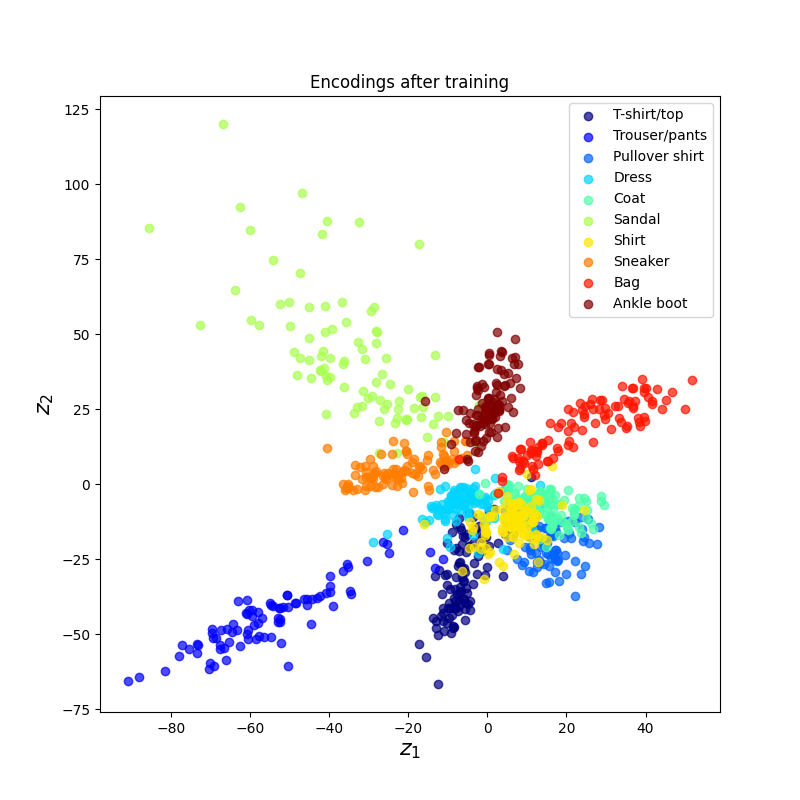 Encodings after training
T-shirt/top
Trouser/pants
Pullover shirt
Dress
Coat
Sandal
Shirt
Sneaker
Bag
Ankle boot
125
100
75
50
25
0
−25
−50
−75
z₂
−80 −60 −40 −20 0 20 40
z₁